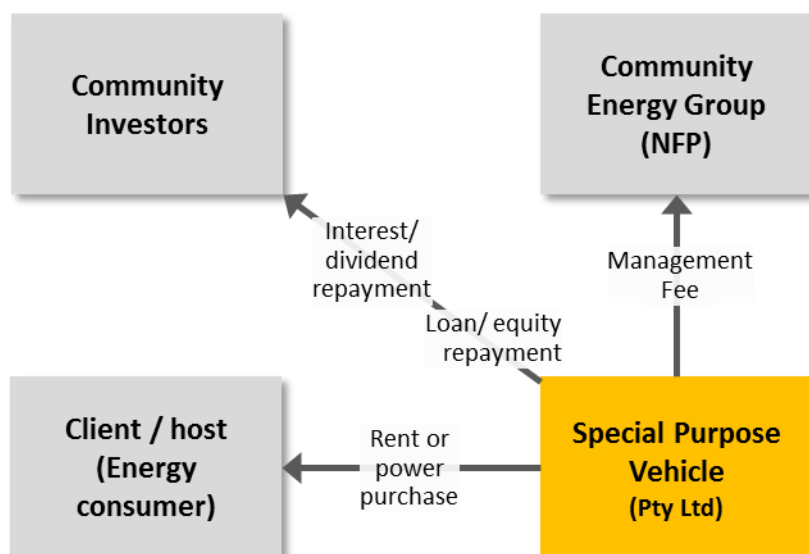 Community
Investors
Community
Energy Group
(NFP)
Interest/
dividend
repayment
Management
Fee
Loan/ equity
repayment
Client / host
(Energy
consumer)
Rent or
power
purchase
Special Purpose
Vehicle
(Pty Ltd)